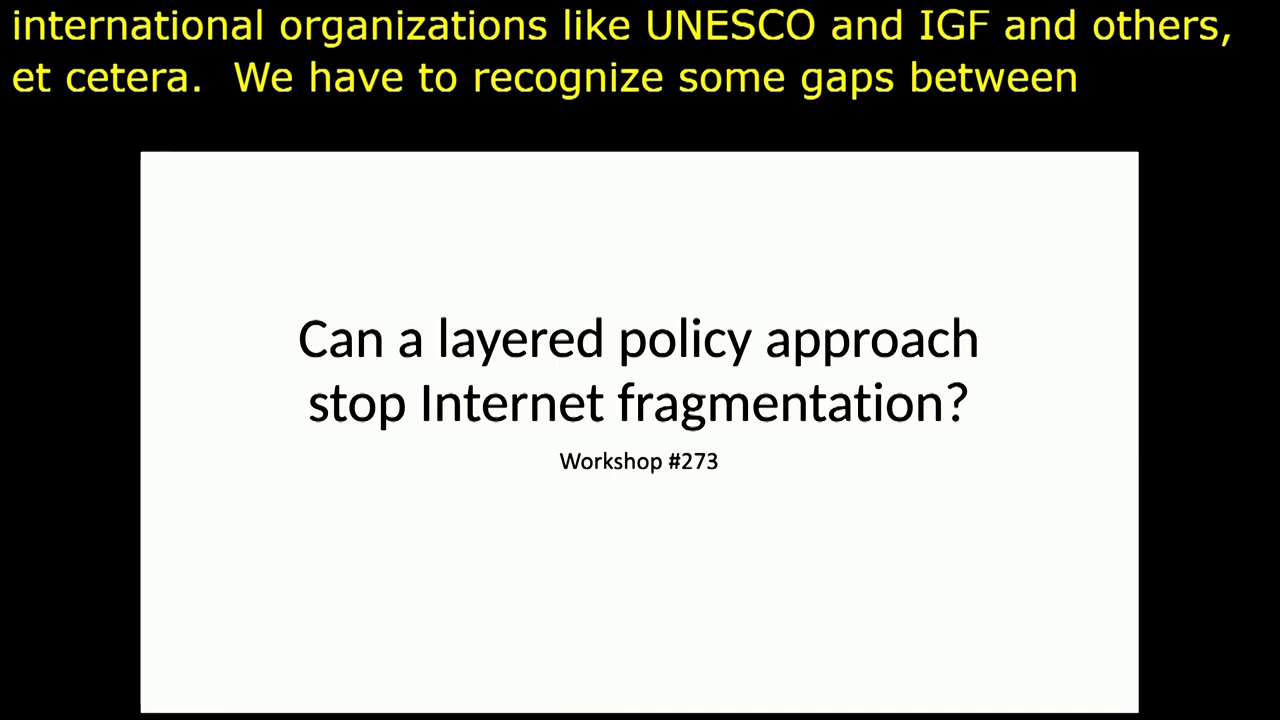 international organizations like UNESCO and IGF and others,
et cetera.  We have to recognize some gaps between
Can a layered policy approach
stop Internet fragmentation?
Workshop #273